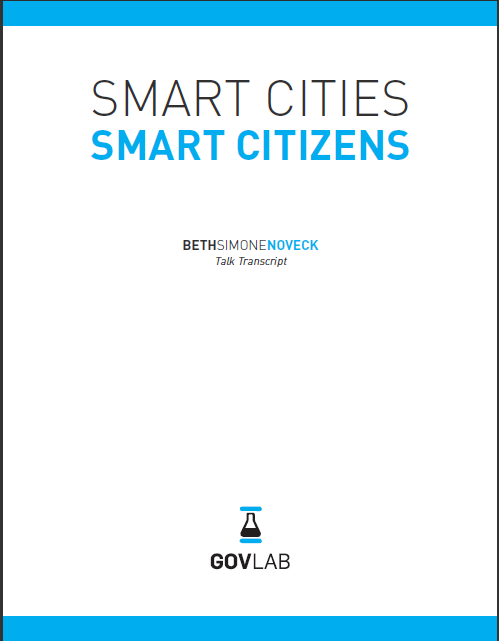 SMART CITIES
SMART CITIZENS
BETHSIMONENOVECK
Talk Transcript
GOVLAB